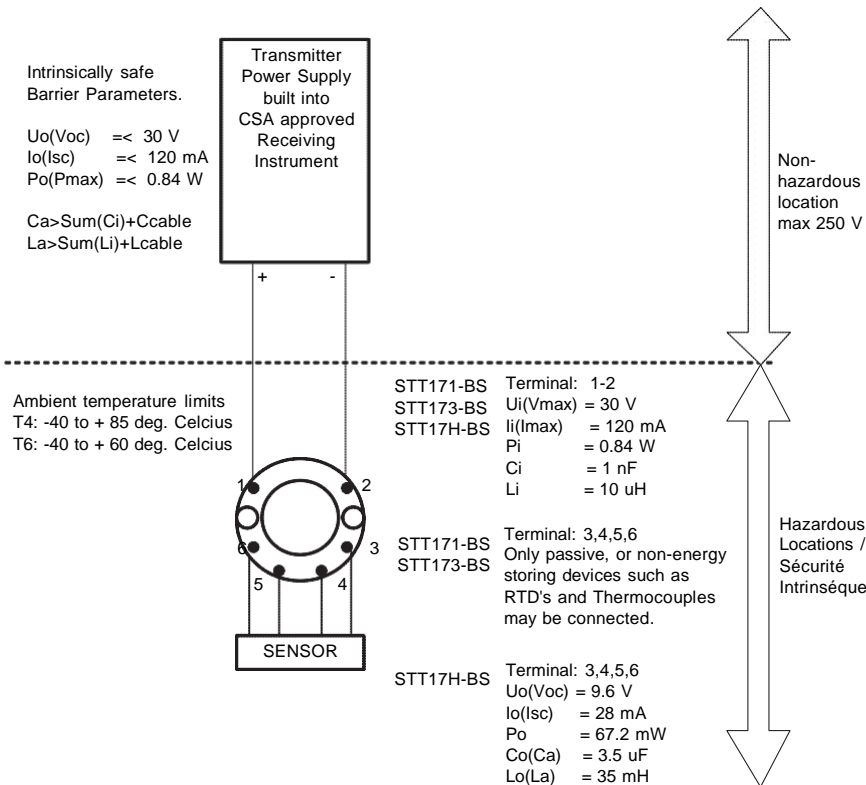 Transmitter
Power Supply
built into
CSA approved
Receiving
Instrument
Intrinsically safe
Barrier Parameters.
Uo(Voc) =< 30 V
Io(Isc) =< 120 mA
Po(Pmax) =< 0.84 W
Ca>Sum(Ci)+Ccable
La>Sum(Li)+Lcable
+ -
Non-
hazardous
location
max 250 V
Ambient temperature limits
T4: -40 to + 85 deg. Celcius
T6: -40 to + 60 deg. Celcius
STT171-BS
STT173-BS
STT17H-BS
Terminal: 1-2
Ui(Vmax) = 30 V
Ii(Imax) = 120 mA
Pi = 0.84 W
Ci = 1 nF
Li = 10 uH
1 2
6 3
5 4
SENSOR
STT171-BS
STT173-BS
Terminal: 3,4,5,6
Only passive, or non-energy
storing devices such as
RTD's and Thermocouples
may be connected.
Hazardous
Locations /
Sécurité
Intrinséque
STT17H-BS
Terminal: 3,4,5,6
Uo(Voc) = 9.6 V
Io(Isc) = 28 mA
Po = 67.2 mW
Co(Ca) = 3.5 uF
Lo(La) = 35 mH